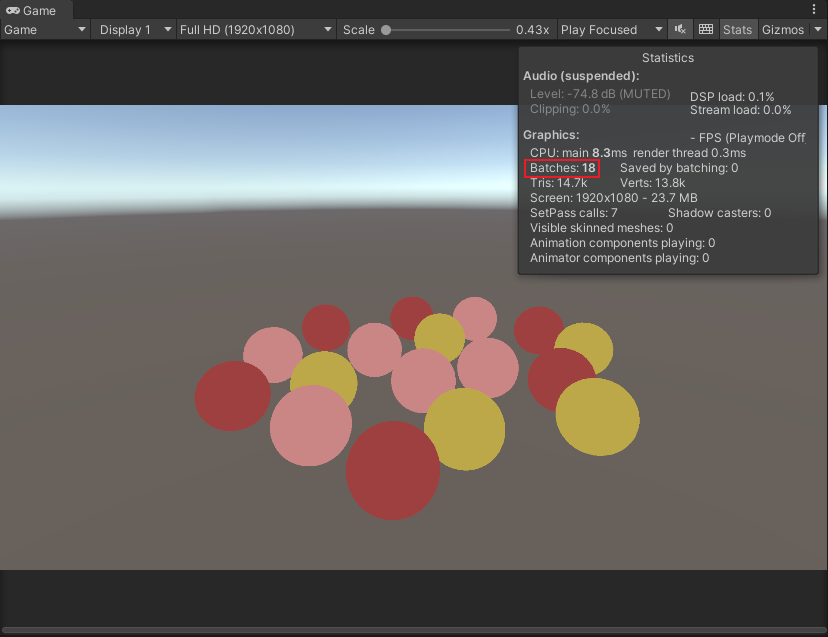 Game
Game Display 1 Full HD (1920x1080) Scale 0.43x Play Focused Stats Gizmos
Statistics
Audio (suspended):
Level: -74.8 dB (MUTED) DSP load: 0.1%
Clipping: 0.0% Stream load: 0.0%
Graphics: - FPS (Playmode Off
CPU: main 8.3ms render thread 0.3ms
Batches: 18 Saved by batching: 0
Tris: 14.7k Verts: 13.8k
Screen: 1920x1080 - 23.7 MB
SetPass calls: 7 Shadow casters: 0
Visible skinned meshes: 0
Animation components playing: 0
Animator components playing: 0